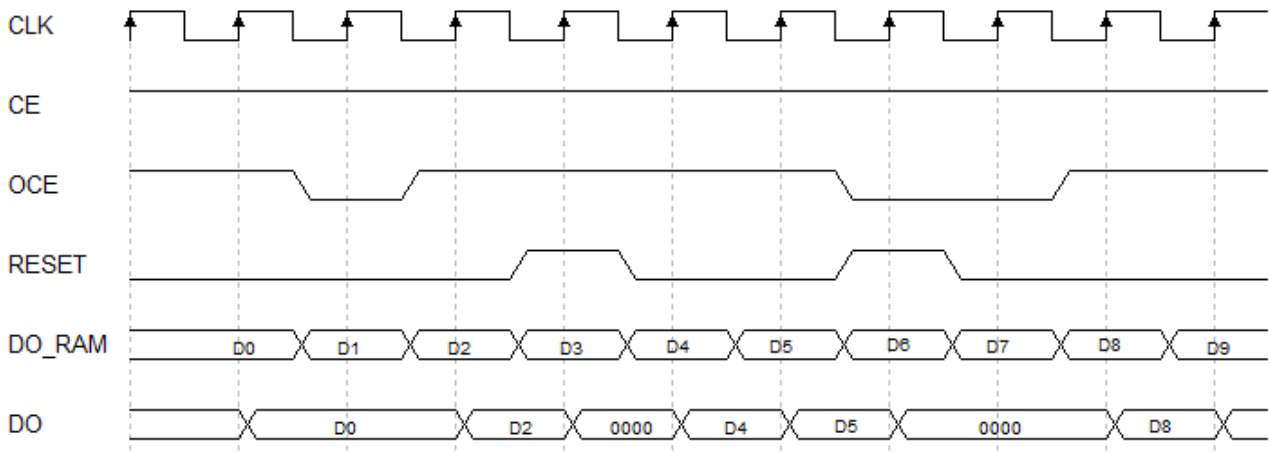 CLK
CE
OCE
RESET
DO_RAM D0 D1 D2 D3 D4 D5 D6 D7 D8 D9
DO D0 D2 0000 D4 D5 0000 D8